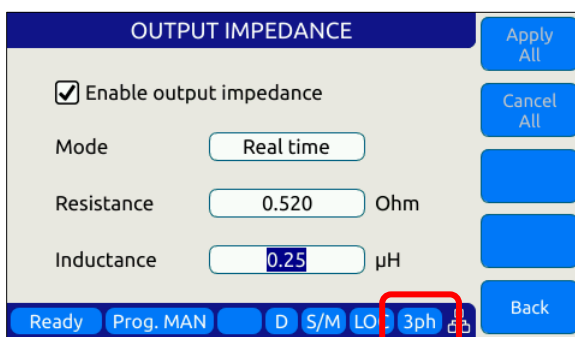 OUTPUT IMPEDANCE
Apply
All
Enable output impedance
Cancel
All
Mode Real time
Resistance 0.520 Ohm
Inductance 0.25 µH
Back
Ready Prog. MAN D S/M LOC 3ph